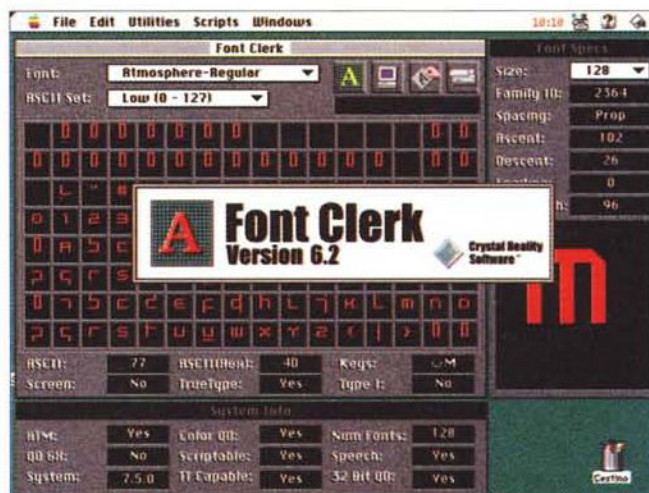 File Edit Utilities Scripts Windows 10:10
Font Clerk
Font Specs
Font: Atmosphere-Regular
ASCII Set: Low (0 - 127)
Size: 128
Family ID: 2364
Spacing: Prop
Ascent: 102
Descent: 26
0
96
Font Clerk
Version 6.2
Crystal Reality
Software™
A
m
ASCII: 77 ASCII(Hex): 4D Keys: M
Screen: No TrueType: Yes Type 1: No
System Info
ATM: Yes Color QD: Yes Num Fonts: 128
QD GX: No Scriptable: Yes Speech: Yes
System: 7.5.0 TT Capable: Yes 32 Bit QD: Yes
Cestino